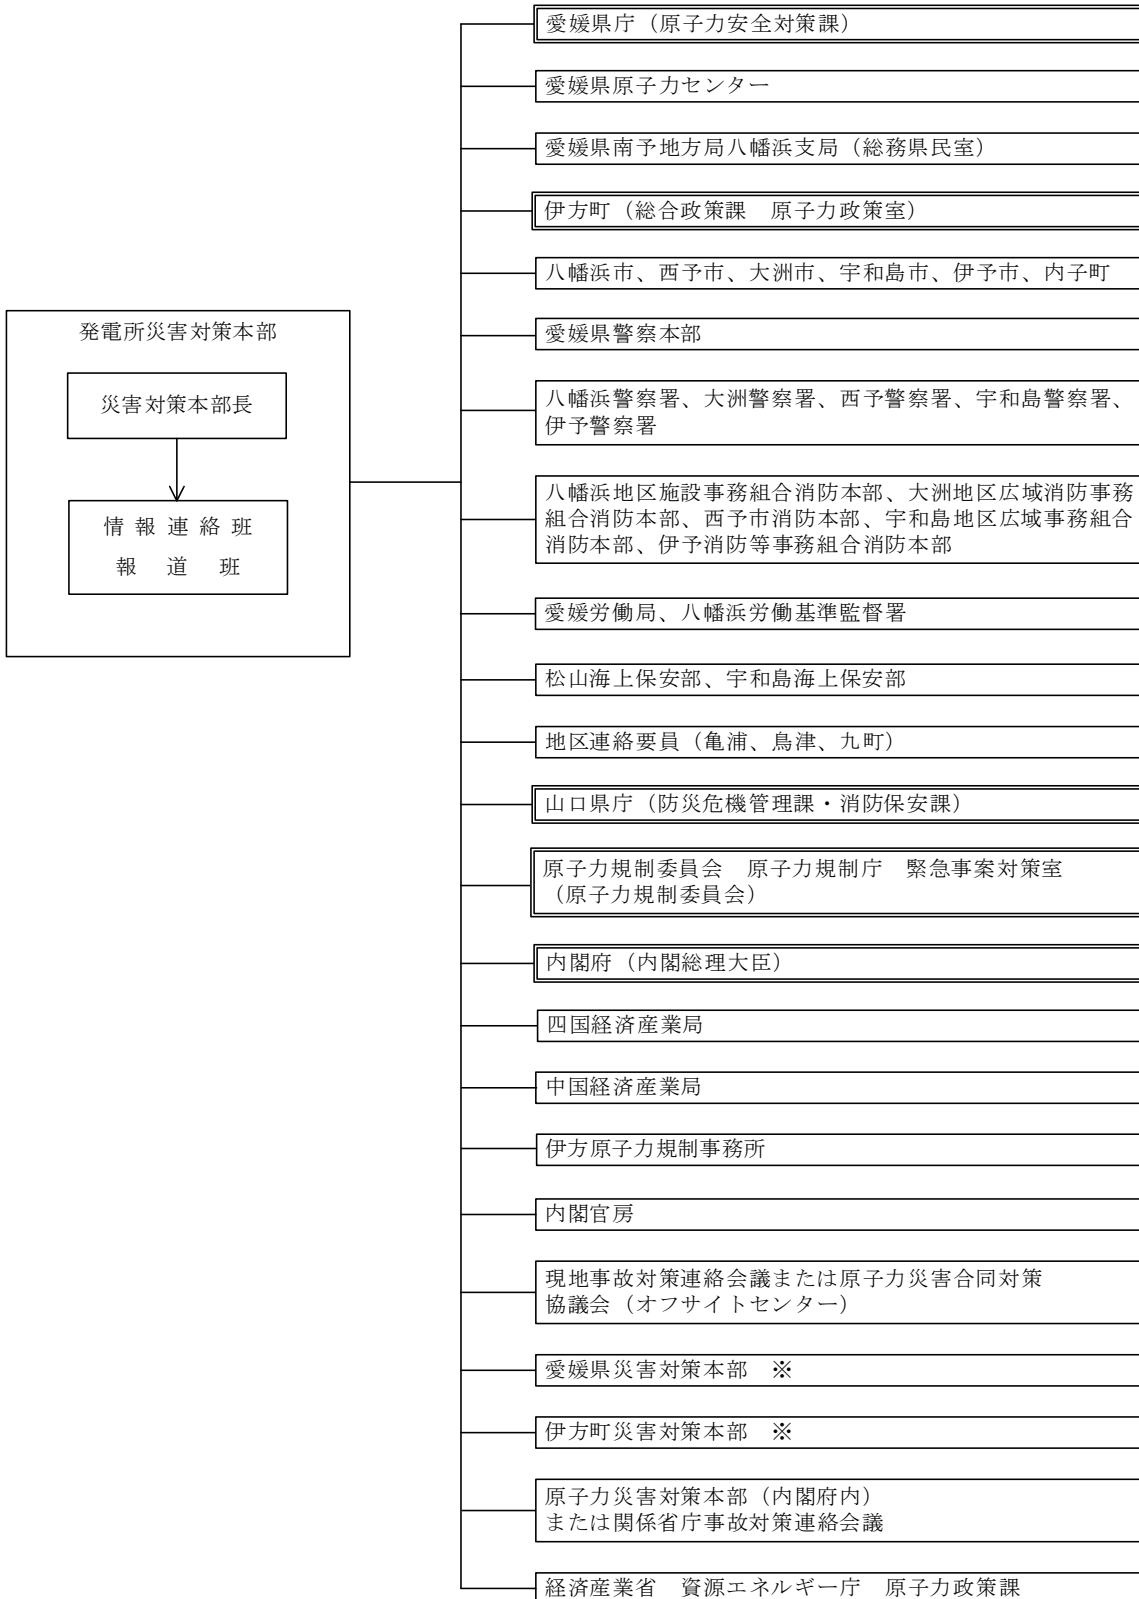 愛媛県庁（原子力安全対策課）
愛媛県原子力センター
愛媛県南予地方局八幡浜支局（総務県民室）
伊方町（総合政策課　原子力政策室）
八幡浜市、西予市、大洲市、宇和島市、伊予市、内子町
発電所災害対策本部
災害対策本部長
情報連絡班
報道班
愛媛県警察本部
八幡浜警察署、大洲警察署、西予警察署、宇和島警察署、
伊予警察署
八幡浜地区施設事務組合消防本部、大洲地区広域消防事務
組合消防本部、西予市消防本部、宇和島地区広域事務組合
消防本部、伊予消防等事務組合消防本部
愛媛労働局、八幡浜労働基準監督署
松山海上保安部、宇和島海上保安部
地区連絡要員（亀浦、鳥津、九町）
山口県庁（防災危機管理課・消防保安課）
原子力規制委員会　原子力規制庁　緊急事案対策室
（原子力規制委員会）
内閣府（内閣総理大臣）
四国経済産業局
中国経済産業局
伊方原子力規制事務所
内閣官房
現地事故対策連絡会議または原子力災害合同対策
協議会（オフサイトセンター）
愛媛県災害対策本部　※
伊方町災害対策本部　※
原子力災害対策本部（内閣府内）
または関係省庁事故対策連絡会議
経済産業省　資源エネルギー庁　原子力政策課